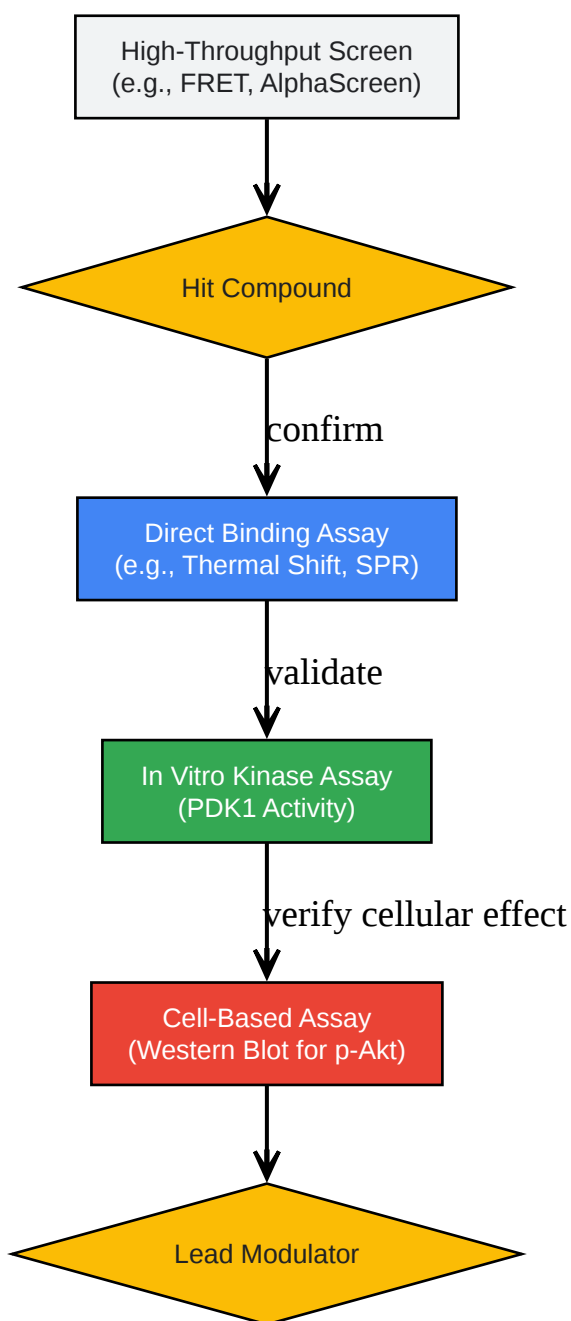 High-Throughput Screen
(e.g., FRET, AlphaScreen)
Hit Compound
confirm
Direct Binding Assay
(e.g., Thermal Shift, SPR)
validate
In Vitro Kinase Assay
(PDK1 Activity)
verify cellular effect
Cell-Based Assay
(Western Blot for p-Akt)
Lead Modulator